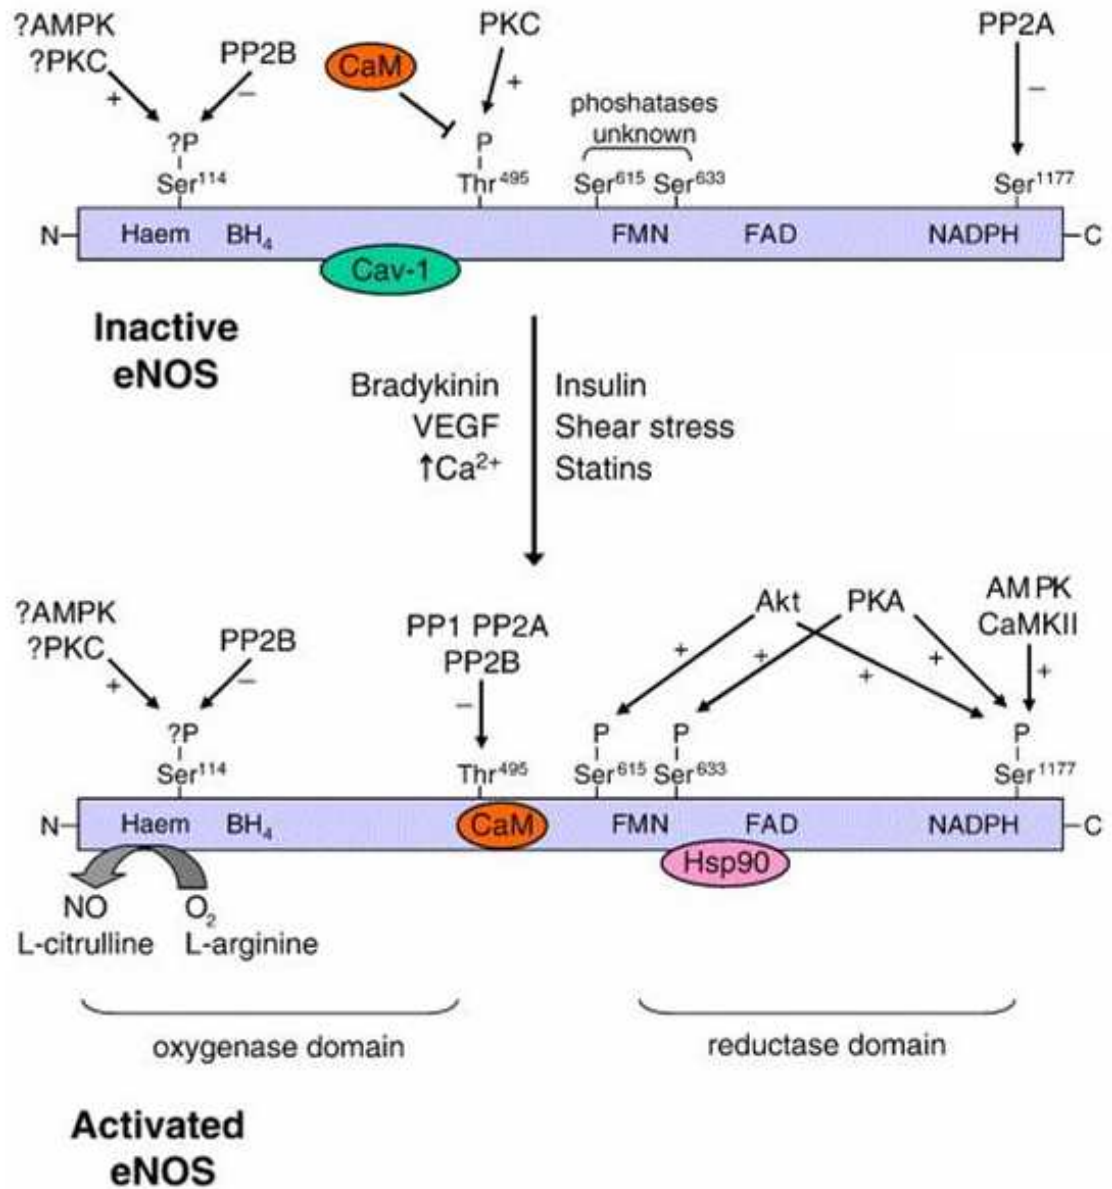 ?AMPK
?PKC
PP2B
CaM
PKC
PP2A
+
−
+
−
phoshatases
unknown
?P
P
Ser¹¹⁴
Thr⁴⁹⁵
Ser⁶¹⁵
Ser⁶³³
Ser¹¹⁷⁷
N
Haem
BH₄
FMN
FAD
NADPH
C
Cav-1
Inactive
eNOS
Bradykinin
VEGF
↑Ca²⁺
Insulin
Shear stress
Statins
?AMPK
?PKC
PP2B
PP1 PP2A
PP2B
Akt
PKA
AMPK
CaMKII
+
−
−
+
+
+
+
+
?P
P
P
P
Ser¹¹⁴
Thr⁴⁹⁵
Ser⁶¹⁵
Ser⁶³³
Ser¹¹⁷⁷
N
Haem
BH₄
CaM
FMN
FAD
NADPH
C
Hsp90
NO
O₂
L-citrulline
L-arginine
oxygenase domain
reductase domain
Activated
eNOS